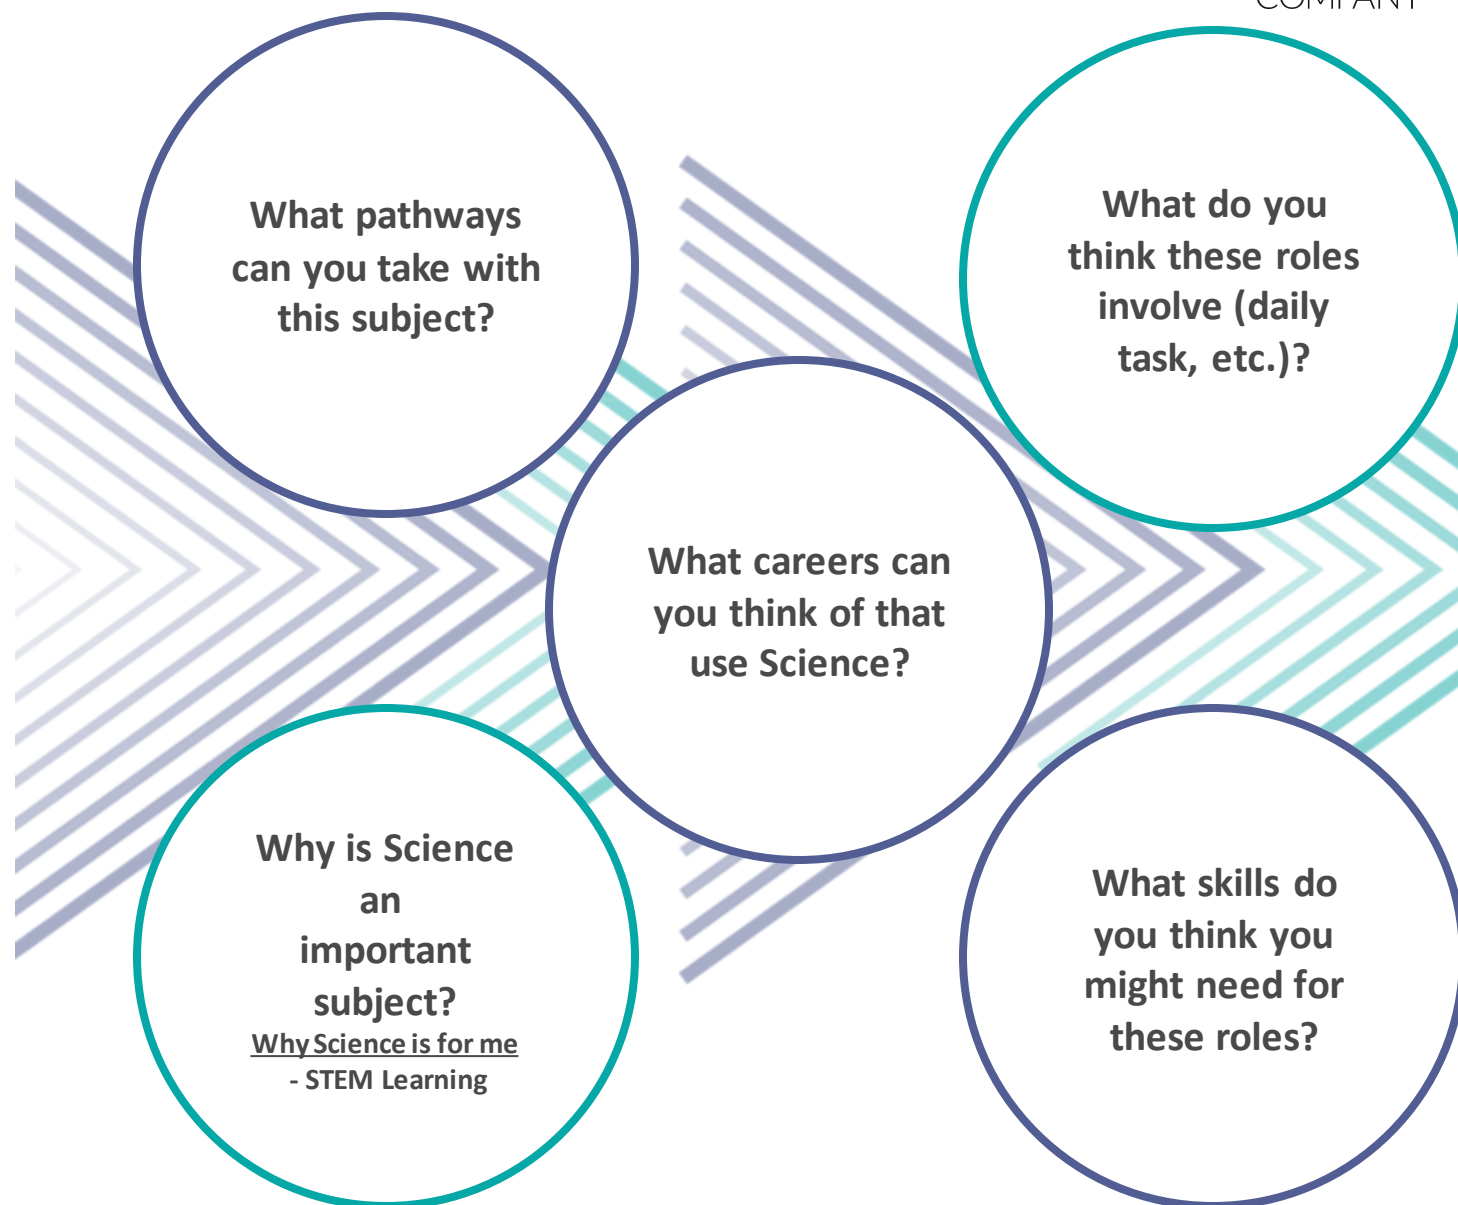 COMPANY
What pathways
can you take with
this subject?
What do you
think these roles
involve (daily
task, etc.)?
What careers can
you think of that
use Science?
Why is Science
an
important
subject?
Why Science is for me
- STEM Learning
What skills do
you think you
might need for
these roles?